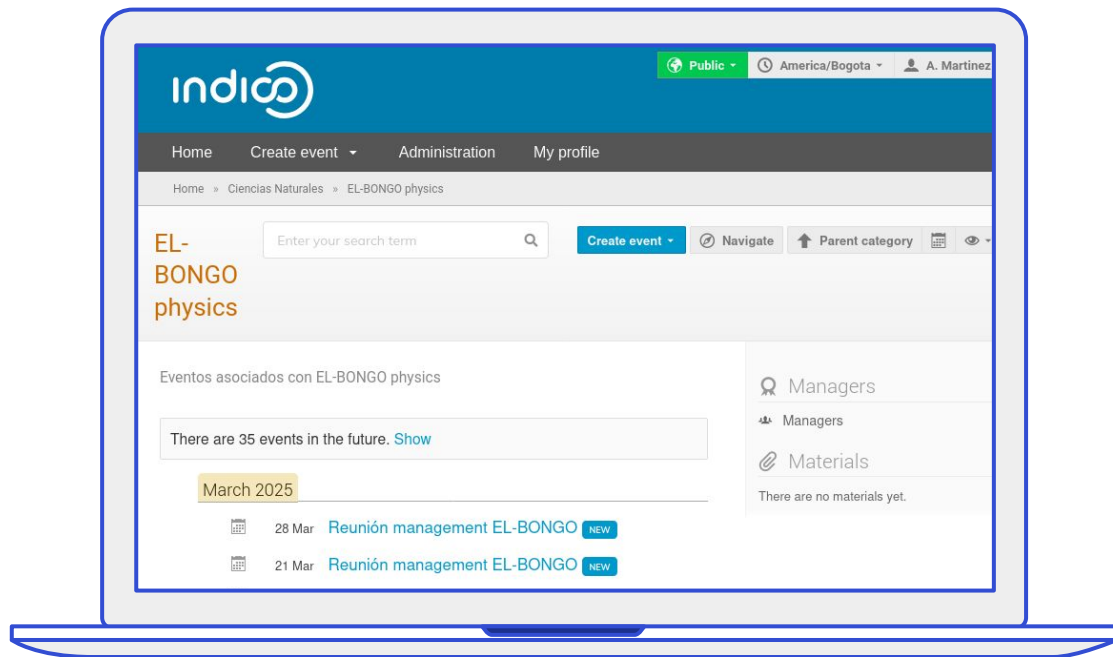 indico
Public
America/Bogota
A. Martinez
Home
Create event
Administration
My profile
Home » Ciencias Naturales » EL-BONGO physics
EL-
BONGO
physics
Enter your search term
Create event
Navigate
Parent category
Eventos asociados con EL-BONGO physics
There are 35 events in the future. Show
March 2025
28 Mar Reunión management EL-BONGO NEW
21 Mar Reunión management EL-BONGO NEW
Managers
Managers
Materials
There are no materials yet.